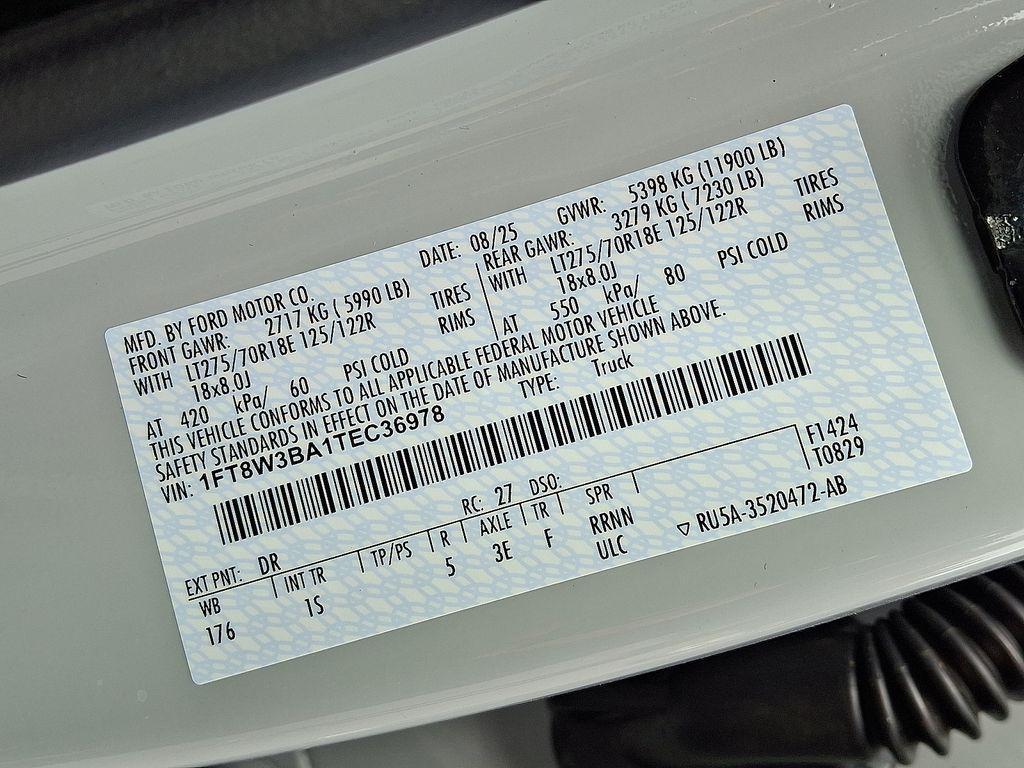 MFD. BY FORD MOTOR CO.
DATE: 08/25 GVWR: 5398 KG (11900 LB)
FRONT GAWR: 2717 KG ( 5990 LB) REAR GAWR: 3279 KG ( 7230 LB)
WITH LT275/70R18E 125/122R TIRES WITH LT275/70R18E 125/122R TIRES
18x8.0J RIMS 18x8.0J RIMS
AT 420 kPa/ 60 PSI COLD AT 550 kPa/ 80 PSI COLD
THIS VEHICLE CONFORMS TO ALL APPLICABLE FEDERAL MOTOR VEHICLE
SAFETY STANDARDS IN EFFECT ON THE DATE OF MANUFACTURE SHOWN ABOVE.
VIN: 1FT8W3BA1TEC36978 TYPE: Truck
EXT PNT: DR RC: 27 DSO: F1424
WB INT TR TP/PS R AXLE TR SPR T0829
176 1S 5 3E F RRNN
ULC ▽ RU5A-3520472-AB